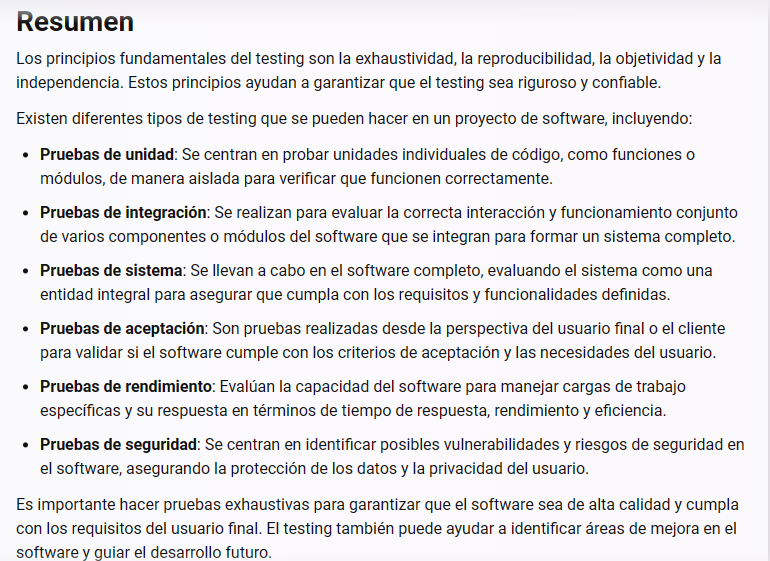 Resumen
Los principios fundamentales del testing son la exhaustividad, la reproducibilidad, la objetividad y la
independencia. Estos principios ayudan a garantizar que el testing sea riguroso y confiable.
Existen diferentes tipos de testing que se pueden hacer en un proyecto de software, incluyendo:
• Pruebas de unidad: Se centran en probar unidades individuales de código, como funciones o
módulos, de manera aislada para verificar que funcionen correctamente.
• Pruebas de integración: Se realizan para evaluar la correcta interacción y funcionamiento conjunto
de varios componentes o módulos del software que se integran para formar un sistema completo.
• Pruebas de sistema: Se llevan a cabo en el software completo, evaluando el sistema como una
entidad integral para asegurar que cumpla con los requisitos y funcionalidades definidas.
• Pruebas de aceptación: Son pruebas realizadas desde la perspectiva del usuario final o el cliente
para validar si el software cumple con los criterios de aceptación y las necesidades del usuario.
• Pruebas de rendimiento: Evalúan la capacidad del software para manejar cargas de trabajo
específicas y su respuesta en términos de tiempo de respuesta, rendimiento y eficiencia.
• Pruebas de seguridad: Se centran en identificar posibles vulnerabilidades y riesgos de seguridad en
el software, asegurando la protección de los datos y la privacidad del usuario.
Es importante hacer pruebas exhaustivas para garantizar que el software sea de alta calidad y cumpla
con los requisitos del usuario final. El testing también puede ayudar a identificar áreas de mejora en el
software y guiar el desarrollo futuro.